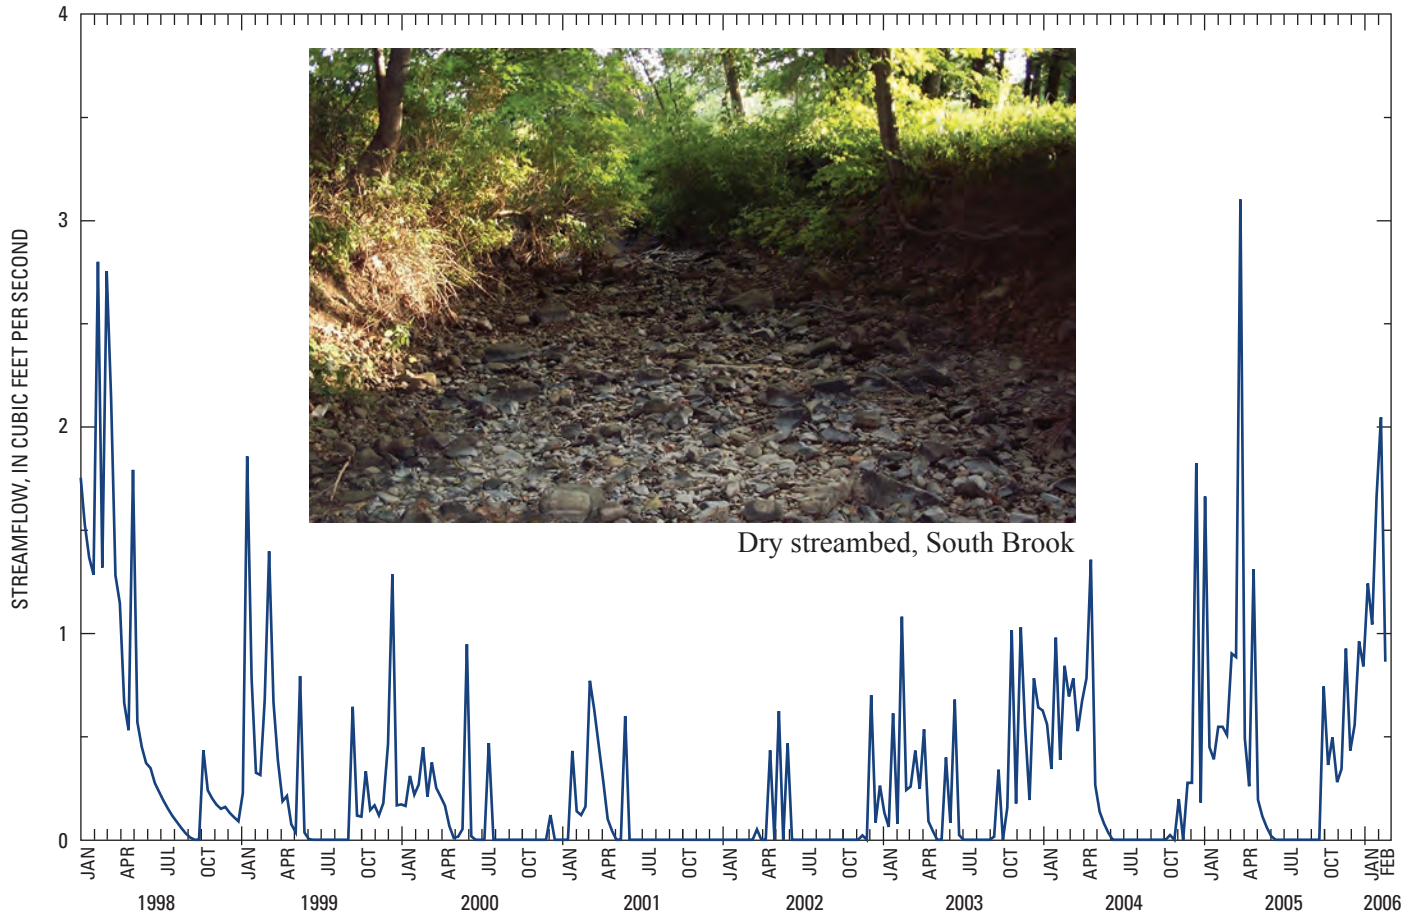 4
3
2
1
0
STREAMFLOW, IN CUBIC FEET PER SECOND
Dry streambed, South Brook
JAN APR JUL OCT JAN APR JUL OCT JAN APR JUL OCT JAN APR JUL OCT JAN APR JUL OCT JAN APR JUL OCT JAN APR JUL OCT JAN APR JUL OCT JAN FEB
1998 1999 2000 2001 2002 2003 2004 2005 2006